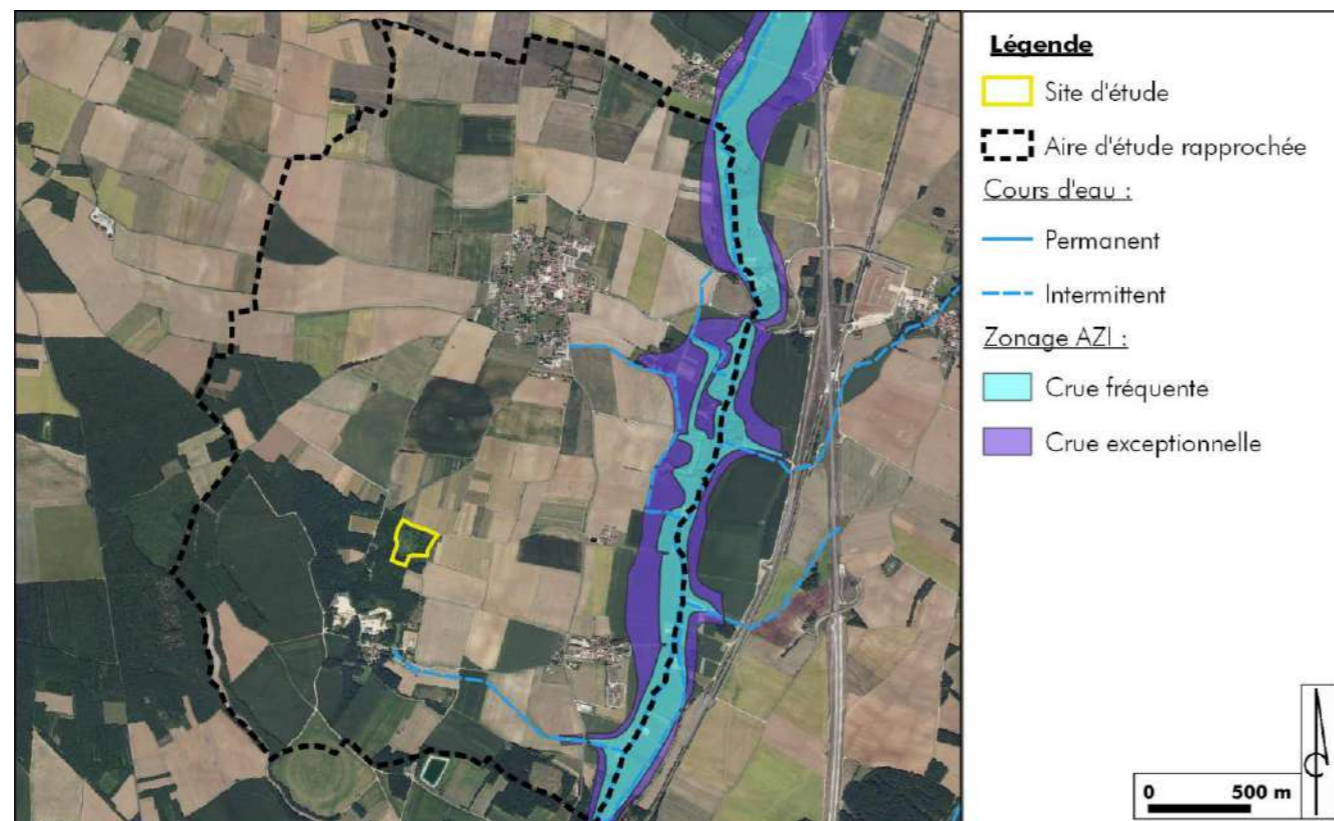 Légende
Site d'étude
Aire d'étude rapprochée
Cours d'eau :
Permanent
Intermittent
Zonage AZI :
Crue fréquente
Crue exceptionnelle
0 500 m